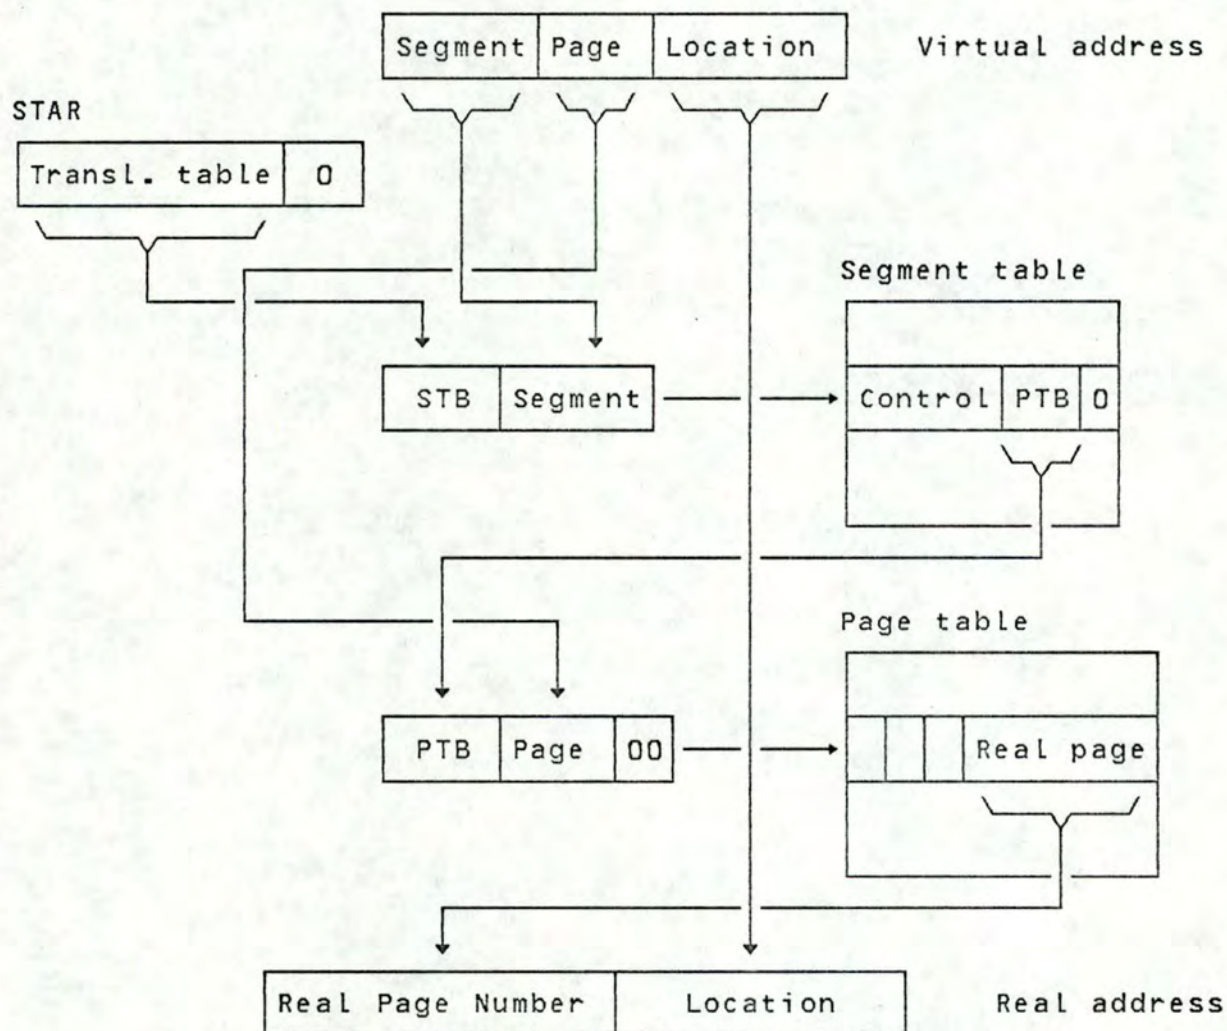 Segment Page Location Virtual address
STAR
Transl. table 0
Segment table
STB Segment Control PTB 0
Page table
PTB Page 00 Real page
Real Page Number Location Real address